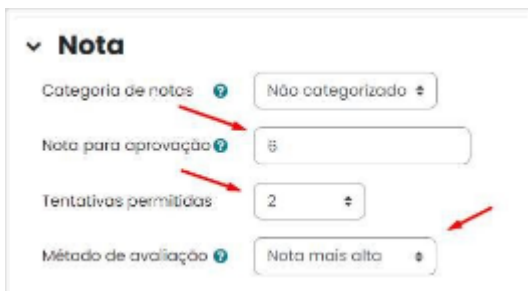 Nota
Categoria de notas Não categorizado
Nota para aprovação 6
Tentativas permitidas 2
Método de avaliação Nota mais alta